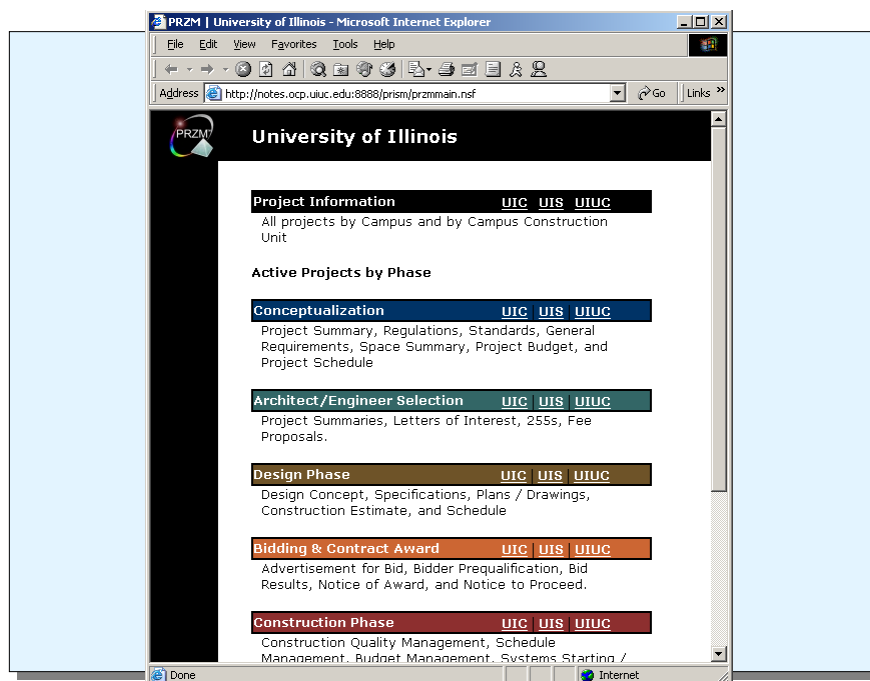 PRZM | University of Illinois - Microsoft Internet Explorer
File Edit View Favorites Tools Help
Address http://notes.ocp.uiuc.edu:8888/prism/przmmain.nsf Go Links »
PRZM University of Illinois
Project Information UIC UIS UIUC
All projects by Campus and by Campus Construction
Unit
Active Projects by Phase
Conceptualization UIC | UIS | UIUC
Project Summary, Regulations, Standards, General
Requirements, Space Summary, Project Budget, and
Project Schedule
Architect/Engineer Selection UIC | UIS | UIUC
Project Summaries, Letters of Interest, 255s, Fee
Proposals.
Design Phase UIC | UIS | UIUC
Design Concept, Specifications, Plans / Drawings,
Construction Estimate, and Schedule
Bidding & Contract Award UIC | UIS | UIUC
Advertisement for Bid, Bidder Prequalification, Bid
Results, Notice of Award, and Notice to Proceed.
Construction Phase UIC | UIS | UIUC
Construction Quality Management, Schedule
Management, Budget Management, Systems Starting /
Done Internet